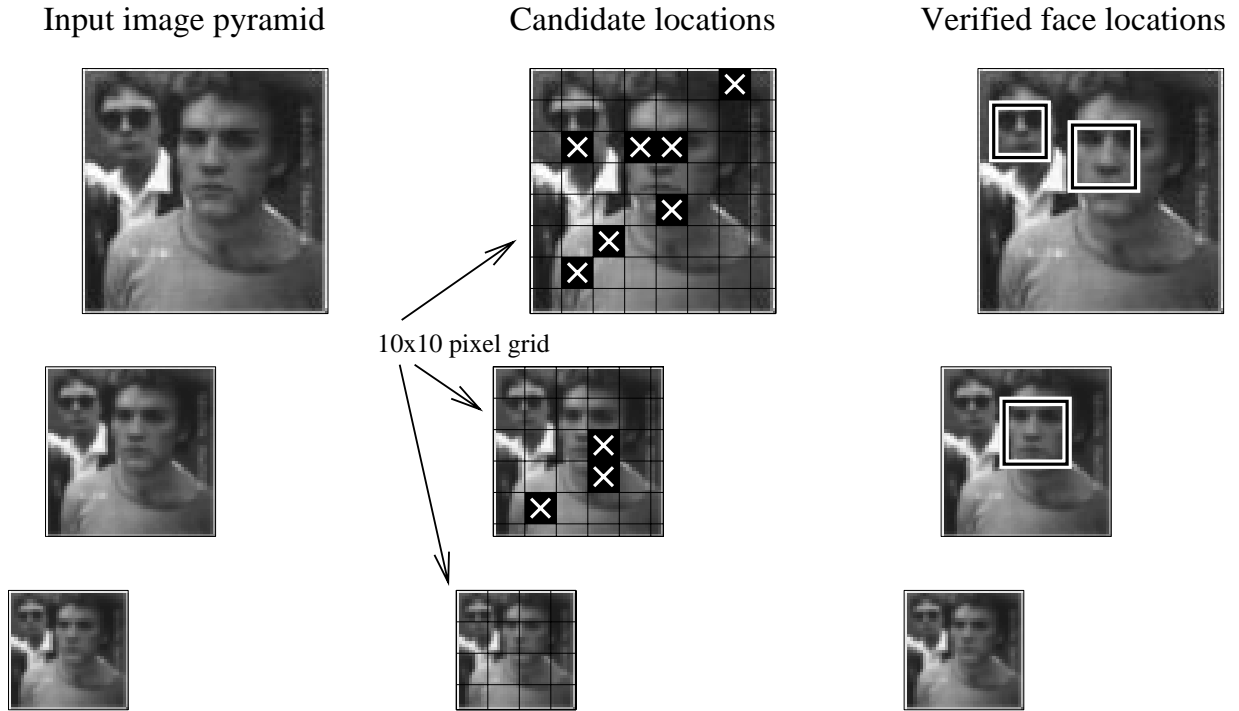 Input image pyramid
Candidate locations
Verified face locations
10x10 pixel grid